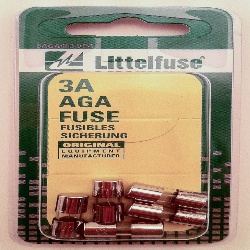 Littelfuse®
3A
AGA
FUSE
FUSIBLES
SICHERUNG
ORIGINAL
EQUIPMENT
MANUFACTURER